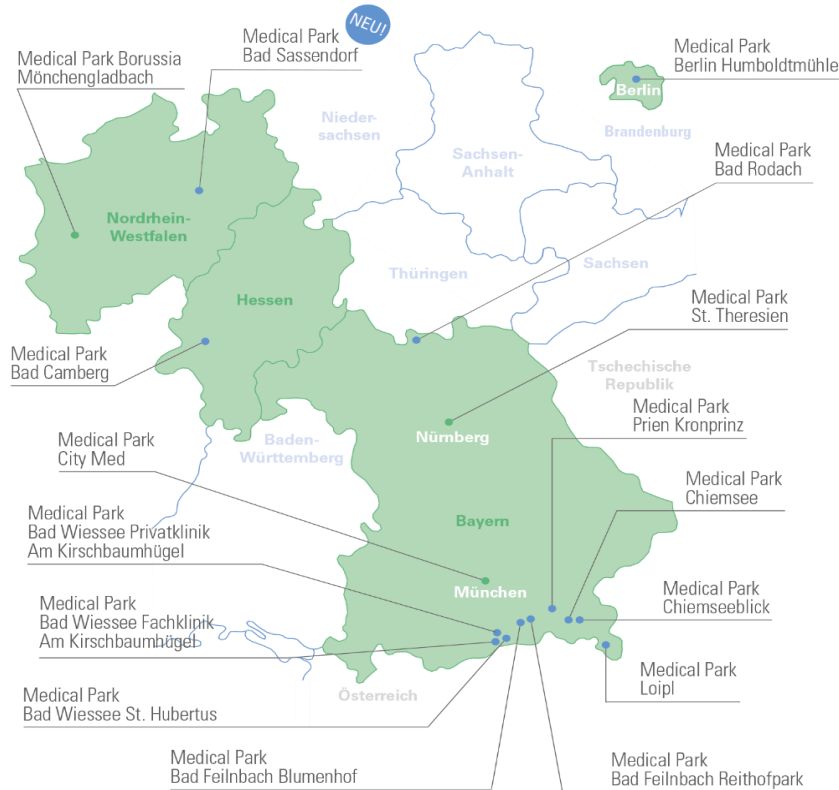 NEU!
Medical Park
Bad Sassendorf
Medical Park Borussia
Mönchengladbach
Medical Park
Berlin Humboldtmühle
Berlin
Brandenburg
Nieder-
sachsen
Sachsen-
Anhalt
Medical Park
Bad Rodach
Nordrhein-
Westfalen
Thüringen
Sachsen
Hessen
Medical Park
St. Theresien
Medical Park
Bad Camberg
Tschechische
Republik
Medical Park
Prien Kronprinz
Nürnberg
Baden-
Württemberg
Medical Park
City Med
Medical Park
Chiemsee
Bayern
Medical Park
Bad Wiessee Privatklinik
Am Kirschbaumhügel
München
Medical Park
Chiemseeblick
Medical Park
Bad Wiessee Fachklinik
Am Kirschbaumhügel
Medical Park
Loipl
Österreich
Medical Park
Bad Wiessee St. Hubertus
Medical Park
Bad Feilnbach Blumenhof
Medical Park
Bad Feilnbach Reithofpark